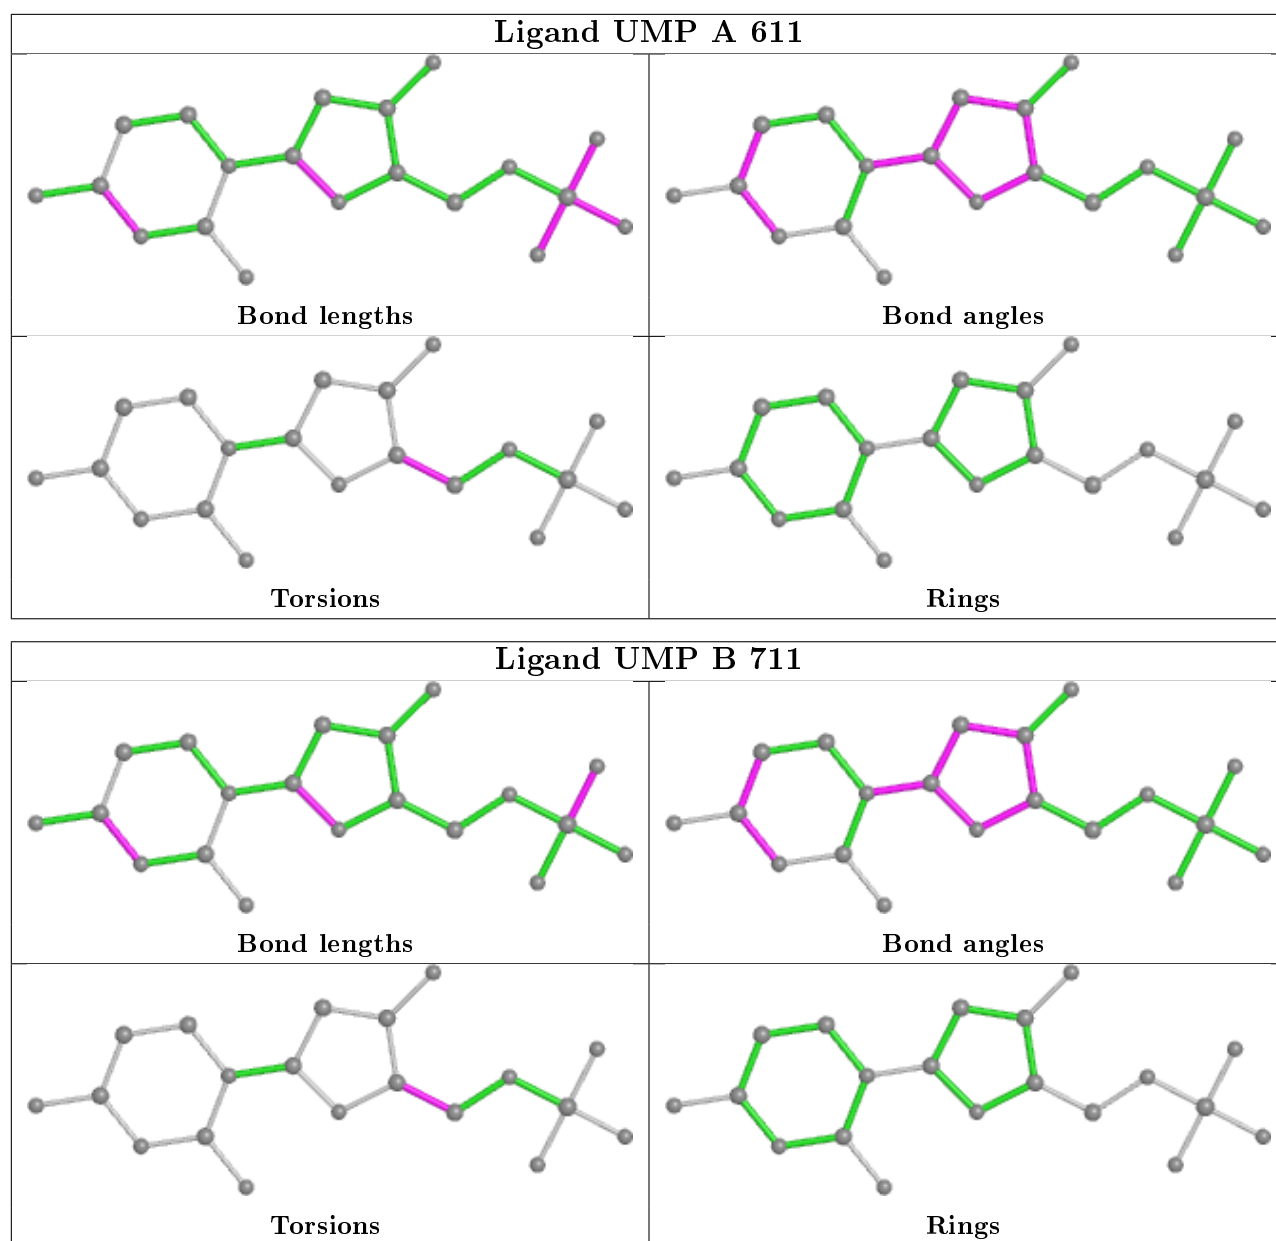 Ligand UMP A 611
Bond lengths
Bond angles
Torsions
Rings
Ligand UMP B 711
Bond lengths
Bond angles
Torsions
Rings